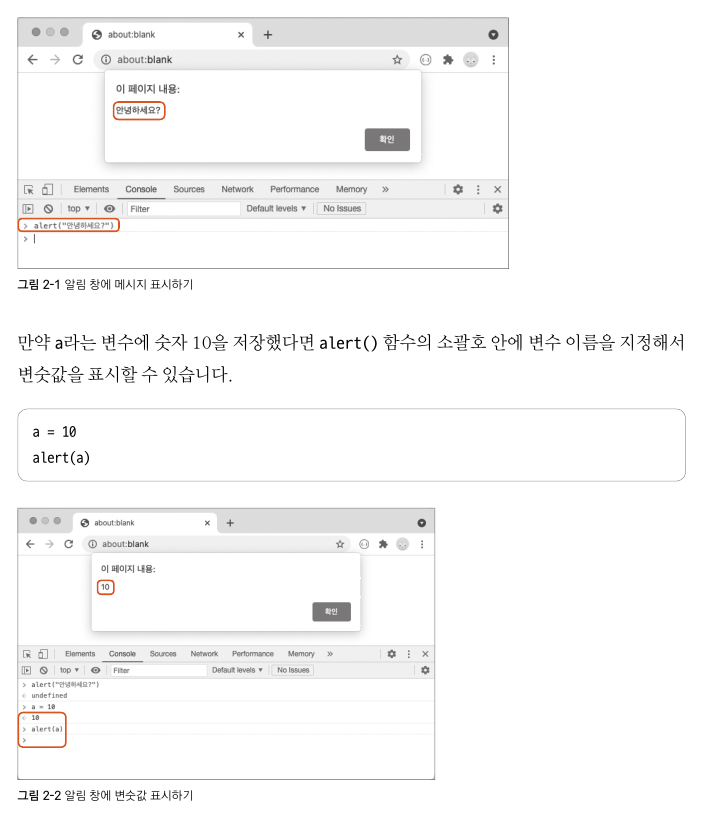 about:blank
about:blank
이 페이지 내용:
안녕하세요?
확인
Elements Console Sources Network Performance Memory »
top ▾ Filter Default levels ▾ No Issues
> alert("안녕하세요?")
>
그림 2-1 알림 창에 메시지 표시하기
만약 a라는 변수에 숫자 10을 저장했다면 alert() 함수의 소괄호 안에 변수 이름을 지정해서
변숫값을 표시할 수 있습니다.
a = 10
alert(a)
about:blank
about:blank
이 페이지 내용:
10
확인
Elements Console Sources Network Performance Memory »
top ▾ Filter Default levels ▾ No Issues
> alert("안녕하세요?")
< undefined
> a = 10
< 10
> alert(a)
>
그림 2-2 알림 창에 변숫값 표시하기